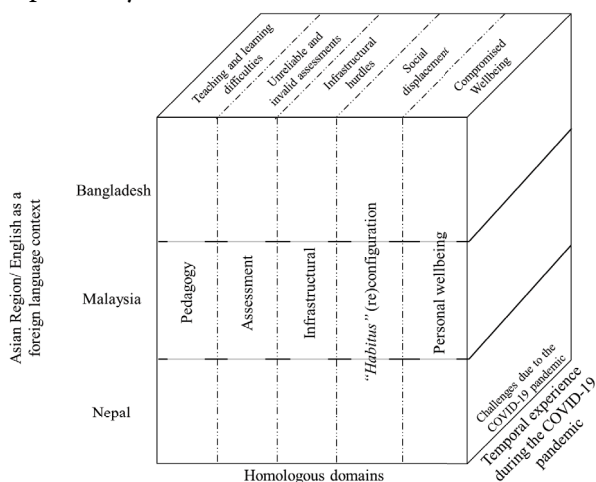 Teaching and learning
difficulties
Unreliable and
invalid assessments
Infrastructural
hurdles
Social
displacement
Compromised
Wellbeing
Asian Region/ English as a
foreign language context
Bangladesh
Malaysia
Nepal
Pedagogy
Assessment
Infrastructural
“Habitus” (re)configuration
Personal wellbeing
Challenges due to the
COVID-19 pandemic
Temporal experience
during the COVID-19
pandemic
Homologous domains